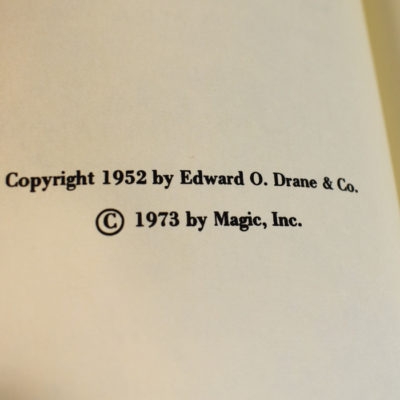 Copyright 1952 by Edward O. Drane & Co.
© 1973 by Magic, Inc.